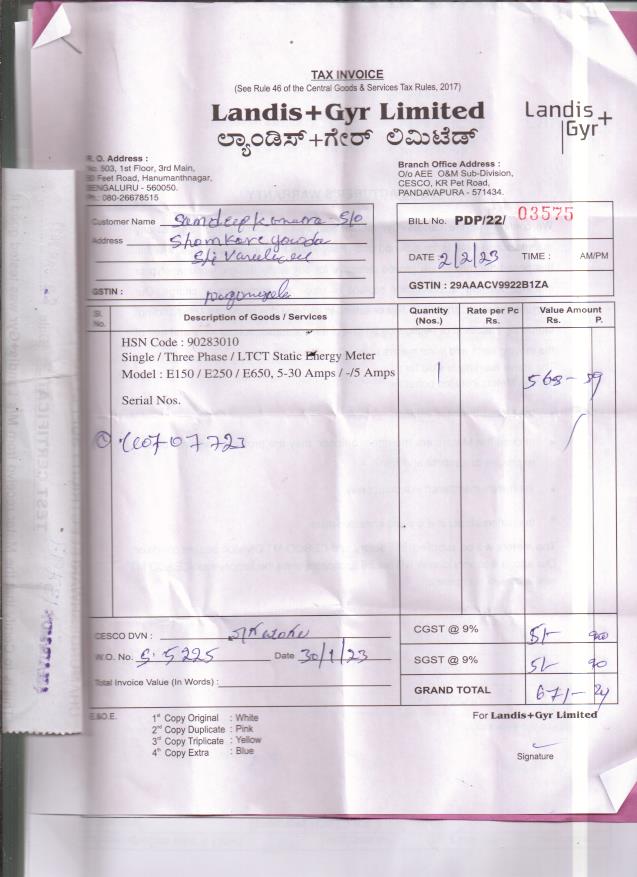 TAX INVOICE
(See Rule 46 of the Central Goods & Services Tax Rules, 2017)
Landis+Gyr Limited
ಲ್ಯಾಂಡಿಸ್+ಗೇರ್ ಲಿಮಿಟೆಡ್
Landis+
Gyr
R. O. Address :
No. 503, 1st Floor, 3rd Main,
80 Feet Road, Hanumanthnagar,
BENGALURU - 560050.
Ph.: 080-26678515
Branch Office Address :
O/o AEE O&M Sub-Division,
CESCO, KR Pet Road,
PANDAVAPURA - 571434.
Customer Name S/o
Address
GSTIN :
BILL No. PDP/22/ 03575
DATE 2/2/23 TIME : AM/PM
GSTIN : 29AAACV9922B1ZA
Sl. No. Description of Goods / Services Quantity (Nos.) Rate per Pc Rs. Value Amount Rs. P.
HSN Code : 90283010
Single / Three Phase / LTCT Static Energy Meter
Model : E150 / E250 / E650, 5-30 Amps / -/5 Amps 1 568-
Serial Nos.
07723
CESCO DVN :
W.O. No. S-5225 Date 30/1/23
Total Invoice Value (In Words) :
CGST @ 9% 51-
SGST @ 9% 51- 90
GRAND TOTAL 671- 24
E.&O.E.
1st Copy Original : White
2nd Copy Duplicate : Pink
3rd Copy Triplicate : Yellow
4th Copy Extra : Blue
For Landis+Gyr Limited
Signature